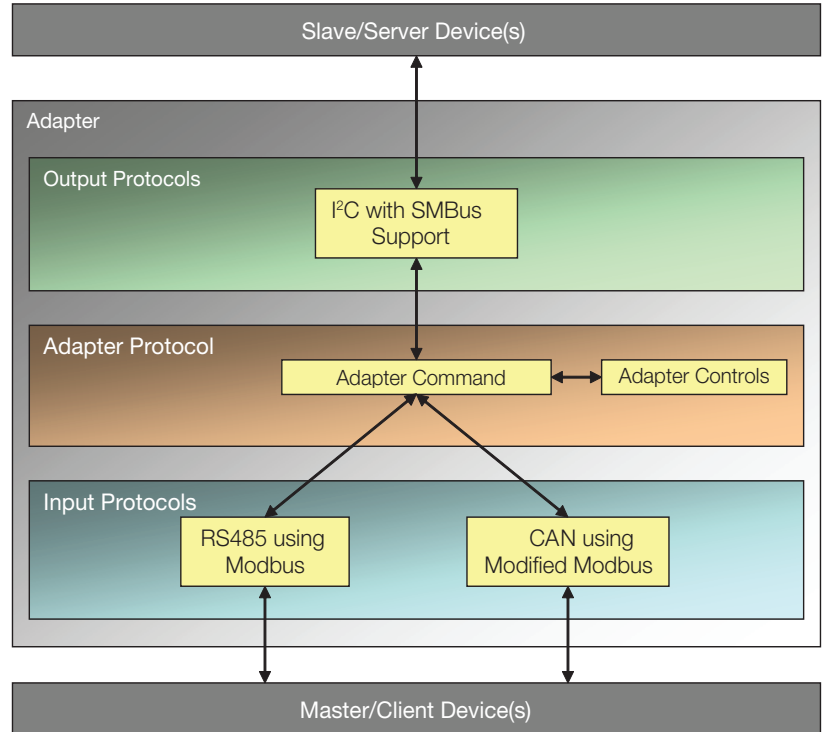 Slave/Server Device(s)
Adapter
Output Protocols
I²C with SMBus
Support
Adapter Protocol
Adapter Command
Adapter Controls
Input Protocols
RS485 using
Modbus
CAN using
Modified Modbus
Master/Client Device(s)